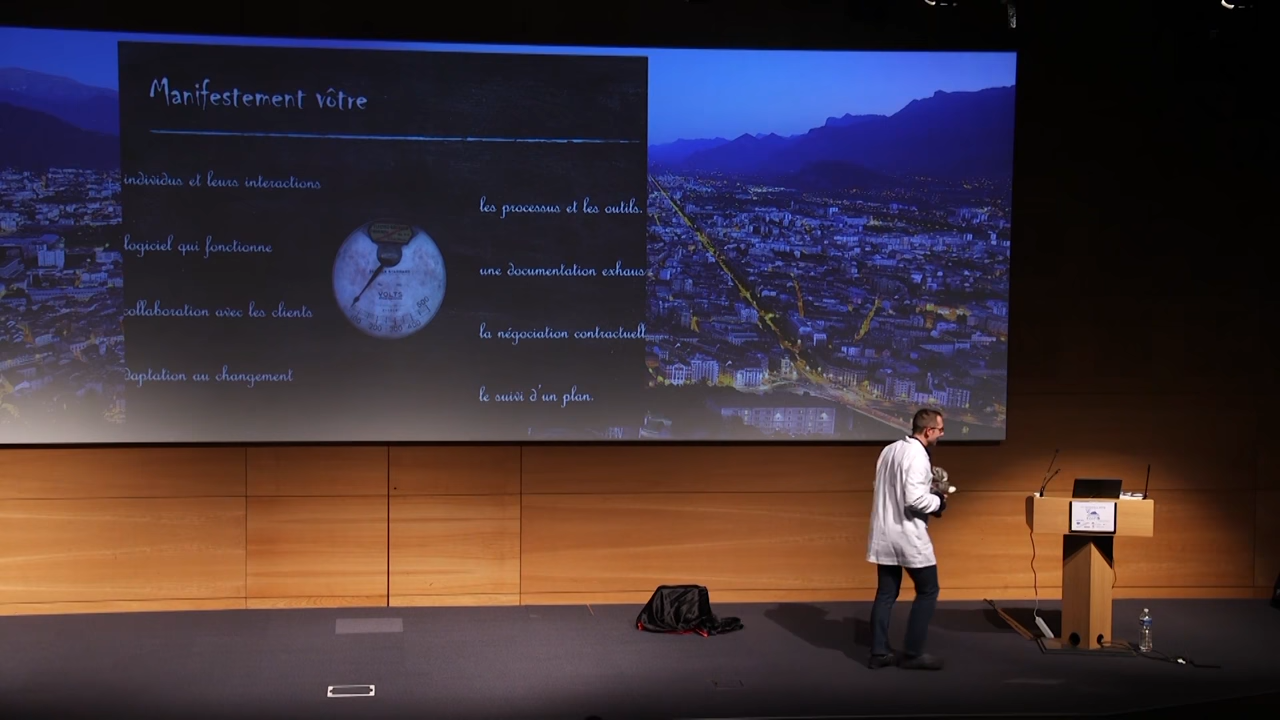 Manifestement vôtre
individus et leurs interactions
les processus et les outils.
logiciel qui fonctionne
une documentation exhaus
VOLTS
collaboration avec les clients
la négociation contractuell
daptation au changement
le suivi d'un plan.